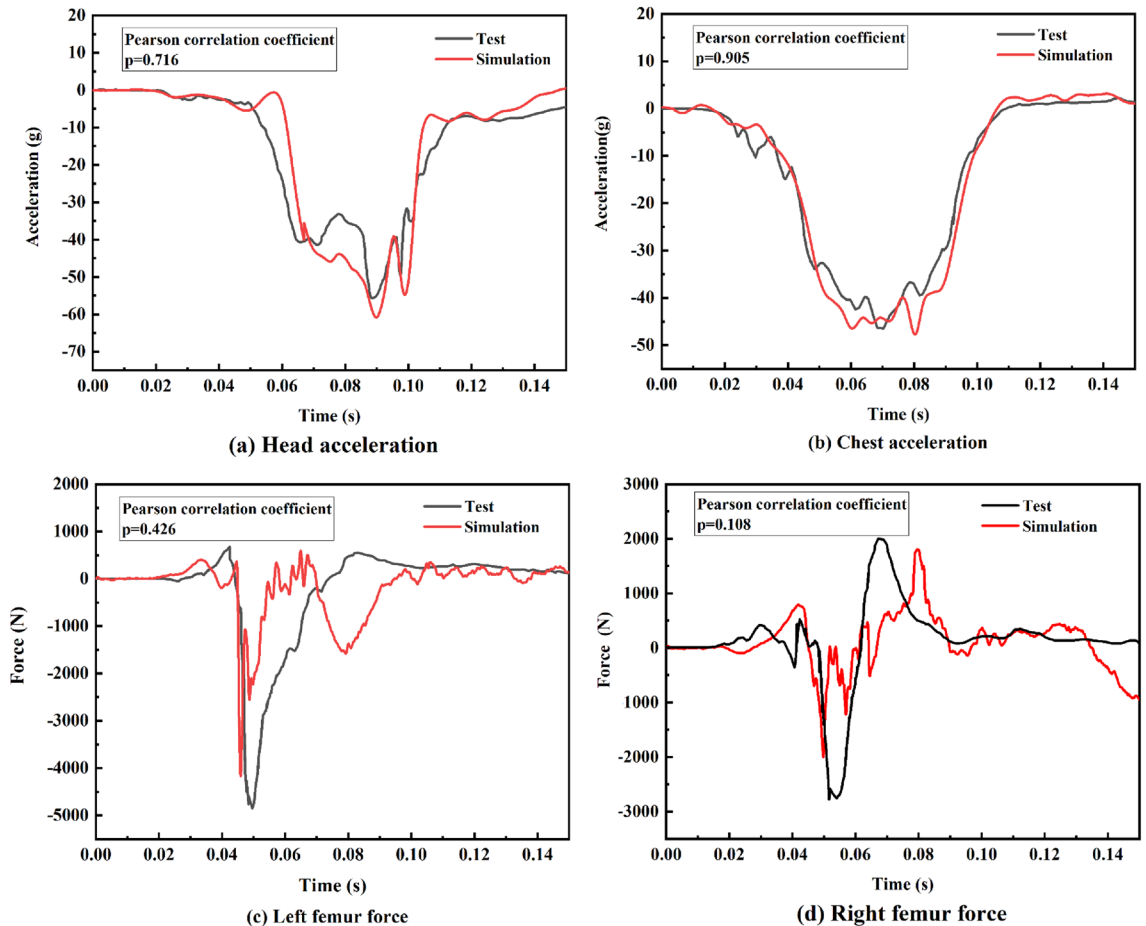 20
10
0
-10
-20
-30
-40
-50
-60
-70
Acceleration (g)
Pearson correlation coefficient
p=0.716
Test
Simulation
0.00 0.02 0.04 0.06 0.08 0.10 0.12 0.14
Time (s)
(a) Head acceleration
20
10
0
-10
-20
-30
-40
-50
Acceleration(g)
Pearson correlation coefficient
p=0.905
Test
Simulation
0.00 0.02 0.04 0.06 0.08 0.10 0.12 0.14
Time (s)
(b) Chest acceleration
2000
1000
0
-1000
-2000
-3000
-4000
-5000
Force (N)
Pearson correlation coefficient
p=0.426
Test
Simulation
0.00 0.02 0.04 0.06 0.08 0.10 0.12 0.14
Time (s)
(c) Left femur force
3000
2000
1000
0
1000
-2000
-3000
Force (N)
Pearson correlation coefficient
p=0.108
Test
Simulation
0.00 0.02 0.04 0.06 0.08 0.10 0.12 0.14
Time (s)
(d) Right femur force